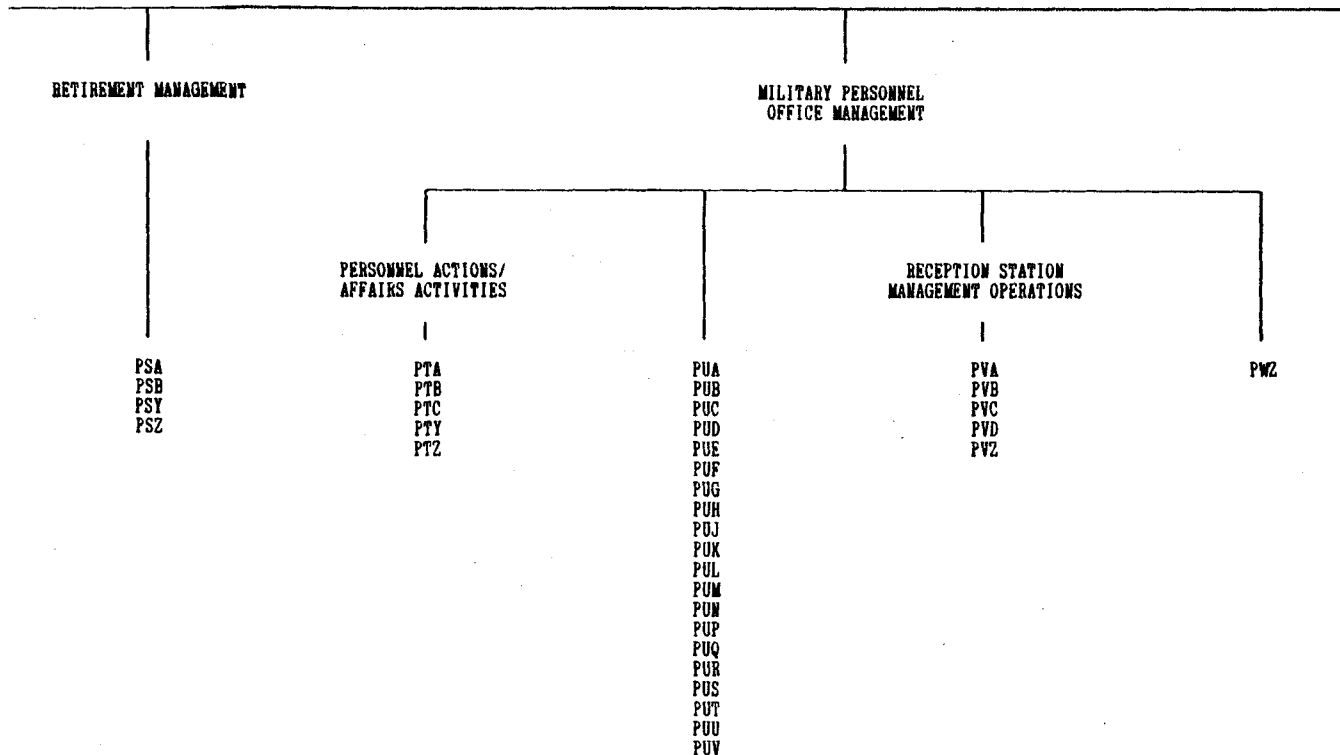 RETIREMENT MANAGEMENT
MILITARY PERSONNEL
OFFICE MANAGEMENT
PERSONNEL ACTIONS/
AFFAIRS ACTIVITIES
RECEPTION STATION
MANAGEMENT OPERATIONS
PSA
PSB
PSY
PSZ
PTA
PTB
PTC
PTY
PTZ
PUA
PUB
PUC
PUD
PUE
PUF
PUG
PUH
PUJ
PUK
PUL
PUM
PUN
PUP
PUQ
PUR
PUS
PUT
PUU
PUV
PVA
PVB
PVC
PVD
PVZ
PWZ